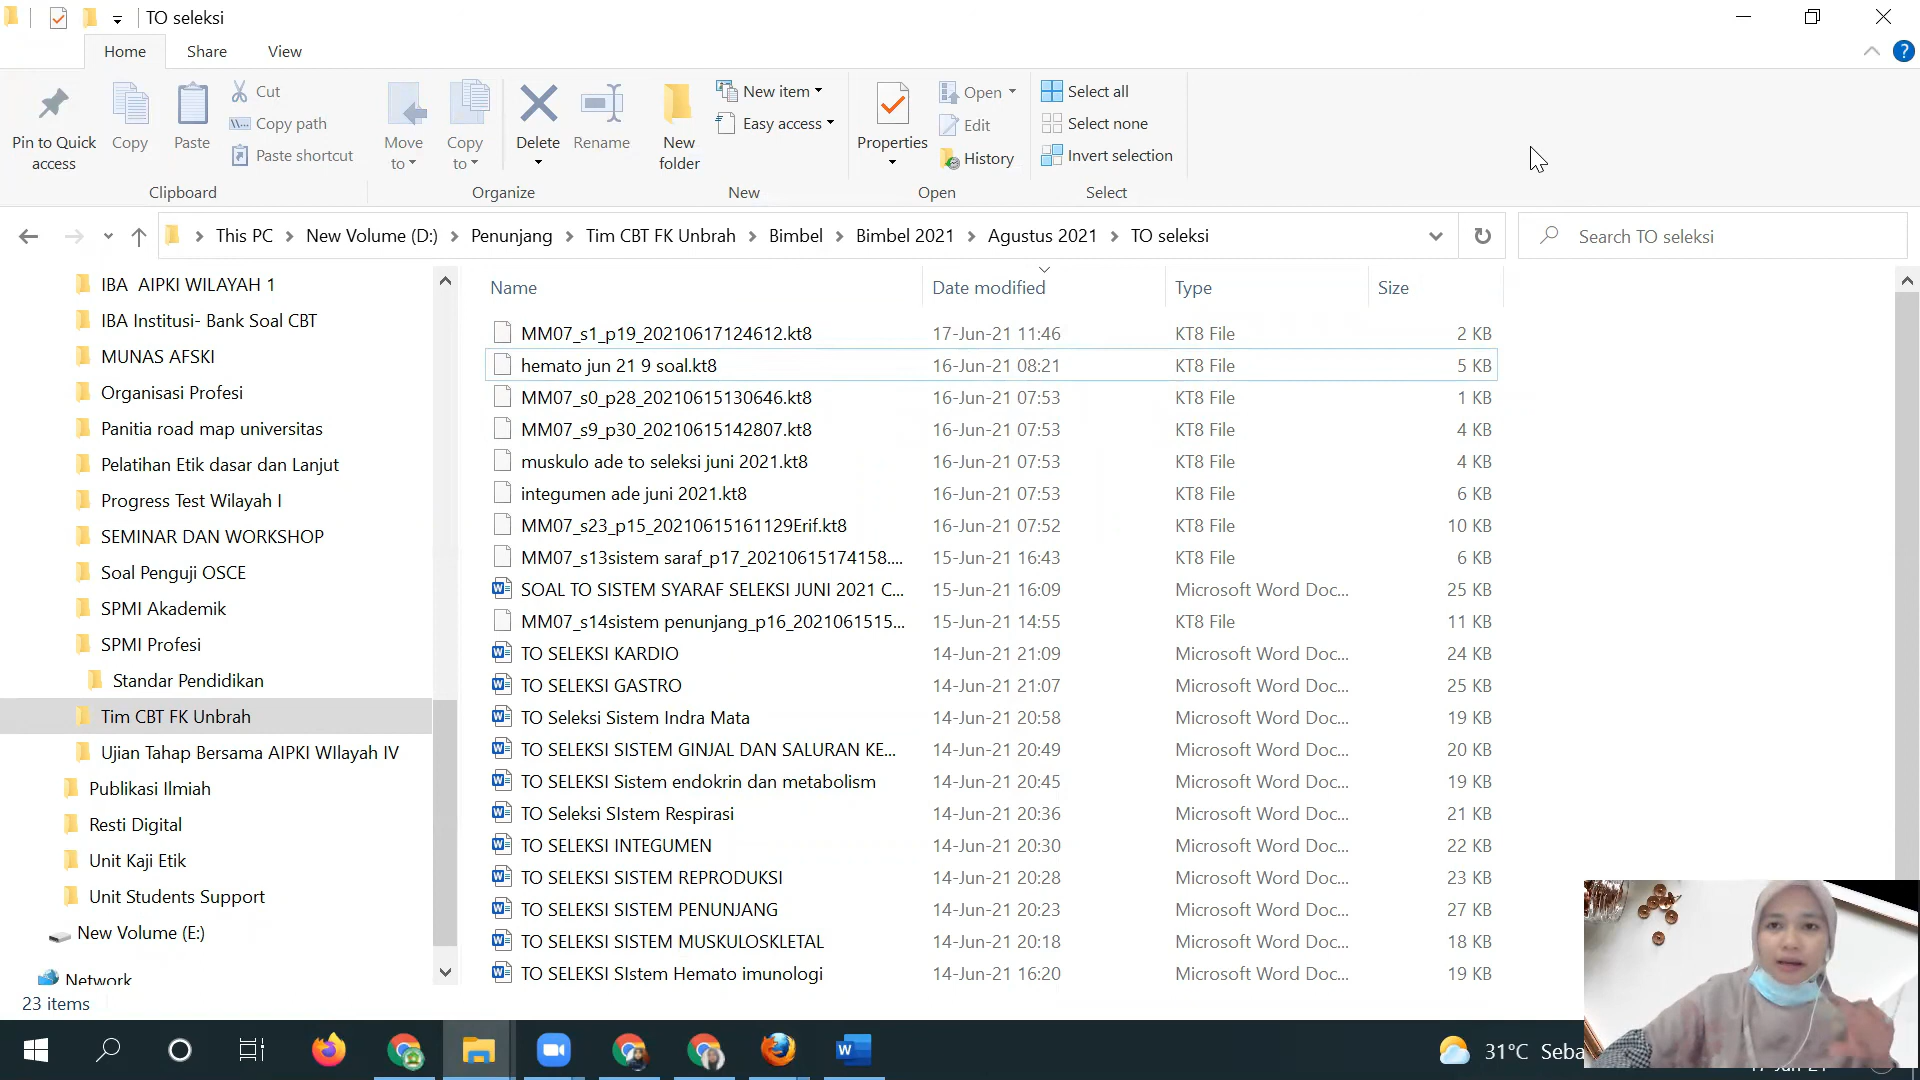 TO seleksi
Home
Share
View
Pin to Quick
access
Copy
Paste
Cut
Copy path
Paste shortcut
Clipboard
Move
to
Copy
to
Delete
Rename
Organize
New
folder
New item
Easy access
New
Properties
Open
Edit
History
Open
Select all
Select none
Invert selection
Select
This PC > New Volume (D:) > Penunjang > Tim CBT FK Unbrah > Bimbel > Bimbel 2021 > Agustus 2021 > TO seleksi
Search TO seleksi
IBA AIPKI WILAYAH 1
IBA Institusi- Bank Soal CBT
MUNAS AFSKI
Organisasi Profesi
Panitia road map universitas
Pelatihan Etik dasar dan Lanjut
Progress Test Wilayah I
SEMINAR DAN WORKSHOP
Soal Penguji OSCE
SPMI Akademik
SPMI Profesi
Standar Pendidikan
Tim CBT FK Unbrah
Ujian Tahap Bersama AIPKI WIlayah IV
Publikasi Ilmiah
Resti Digital
Unit Kaji Etik
Unit Students Support
New Volume (E:)
Network
23 items
Name Date modified Type Size
MM07_s1_p19_20210617124612.kt8 17-Jun-21 11:46 KT8 File 2 KB
hemato jun 21 9 soal.kt8 16-Jun-21 08:21 KT8 File 5 KB
MM07_s0_p28_20210615130646.kt8 16-Jun-21 07:53 KT8 File 1 KB
MM07_s9_p30_20210615142807.kt8 16-Jun-21 07:53 KT8 File 4 KB
muskulo ade to seleksi juni 2021.kt8 16-Jun-21 07:53 KT8 File 4 KB
integumen ade juni 2021.kt8 16-Jun-21 07:53 KT8 File 6 KB
MM07_s23_p15_20210615161129Erif.kt8 16-Jun-21 07:52 KT8 File 10 KB
MM07_s13sistem saraf_p17_20210615174158.... 15-Jun-21 16:43 KT8 File 6 KB
SOAL TO SISTEM SYARAF SELEKSI JUNI 2021 C... 15-Jun-21 16:09 Microsoft Word Doc... 25 KB
MM07_s14sistem penunjang_p16_2021061515... 15-Jun-21 14:55 KT8 File 11 KB
TO SELEKSI KARDIO 14-Jun-21 21:09 Microsoft Word Doc... 24 KB
TO SELEKSI GASTRO 14-Jun-21 21:07 Microsoft Word Doc... 25 KB
TO Seleksi Sistem Indra Mata 14-Jun-21 20:58 Microsoft Word Doc... 19 KB
TO SELEKSI SISTEM GINJAL DAN SALURAN KE... 14-Jun-21 20:49 Microsoft Word Doc... 20 KB
TO SELEKSI Sistem endokrin dan metabolism 14-Jun-21 20:45 Microsoft Word Doc... 19 KB
TO Seleksi SIstem Respirasi 14-Jun-21 20:36 Microsoft Word Doc... 21 KB
TO SELEKSI INTEGUMEN 14-Jun-21 20:30 Microsoft Word Doc... 22 KB
TO SELEKSI SISTEM REPRODUKSI 14-Jun-21 20:28 Microsoft Word Doc... 23 KB
TO SELEKSI SISTEM PENUNJANG 14-Jun-21 20:23 Microsoft Word Doc... 27 KB
TO SELEKSI SISTEM MUSKULOSKLETAL 14-Jun-21 20:18 Microsoft Word Doc... 18 KB
TO SELEKSI SIstem Hemato imunologi 14-Jun-21 16:20 Microsoft Word Doc... 19 KB
31°C Seba